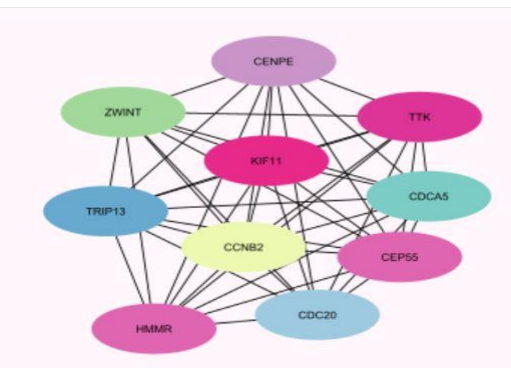 CENPE
ZWINT
TTK
KIF11
CDCA5
TRIP13
CCNB2
CEP55
CDC20
HMMR